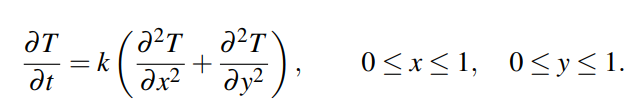 ∂T/∂t = k(∂²T/∂x² + ∂²T/∂y²), 0 ≤ x ≤ 1, 0 ≤ y ≤ 1.